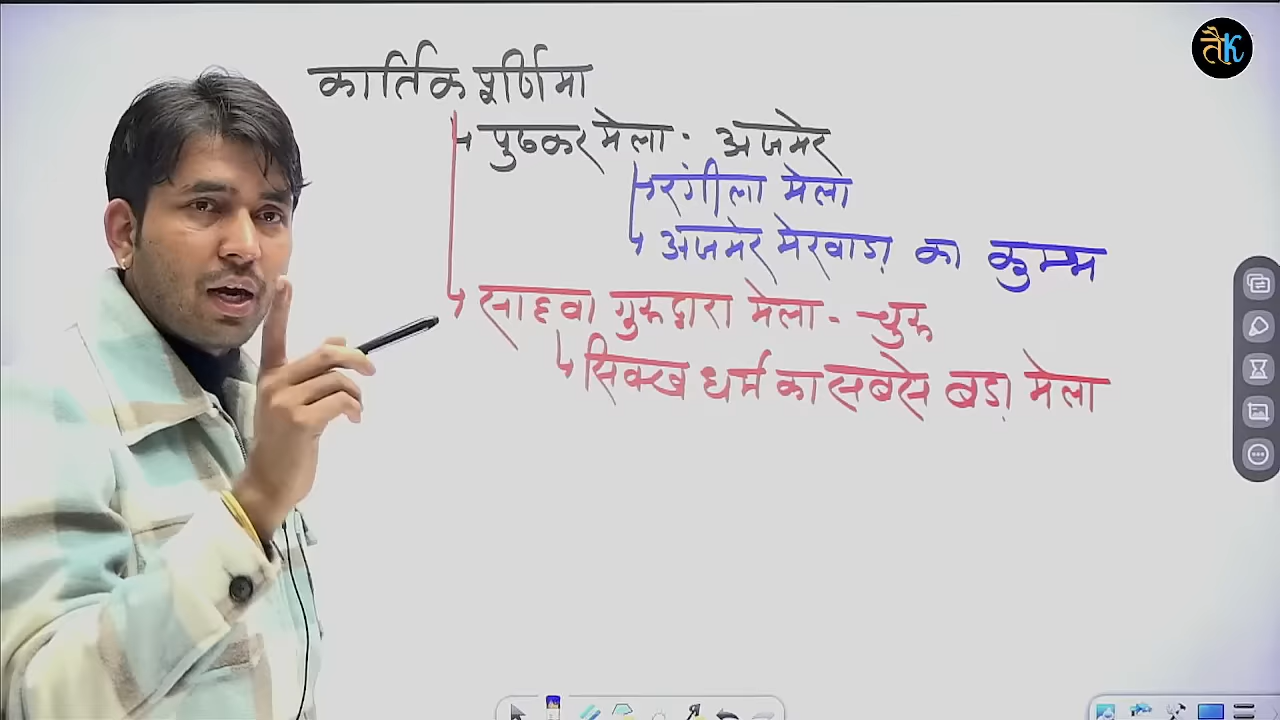 तैK
कार्तिक पूर्णिमा
पुष्कर मेला - अजमेर
रंगीला मेला
अजमेर मेरवाड़ा का कुम्भ
साहवा गुरुद्वारा मेला - चुरू
सिक्ख धर्म का सबसे बड़ा मेला